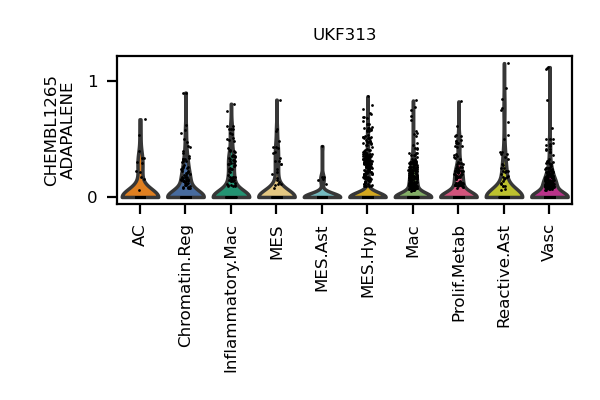 UKF313
CHEMBL1265
ADAPALENE
1
0
AC
Chromatin.Reg
Inflammatory.Mac
MES
MES.Ast
MES.Hyp
Mac
Prolif.Metab
Reactive.Ast
Vasc